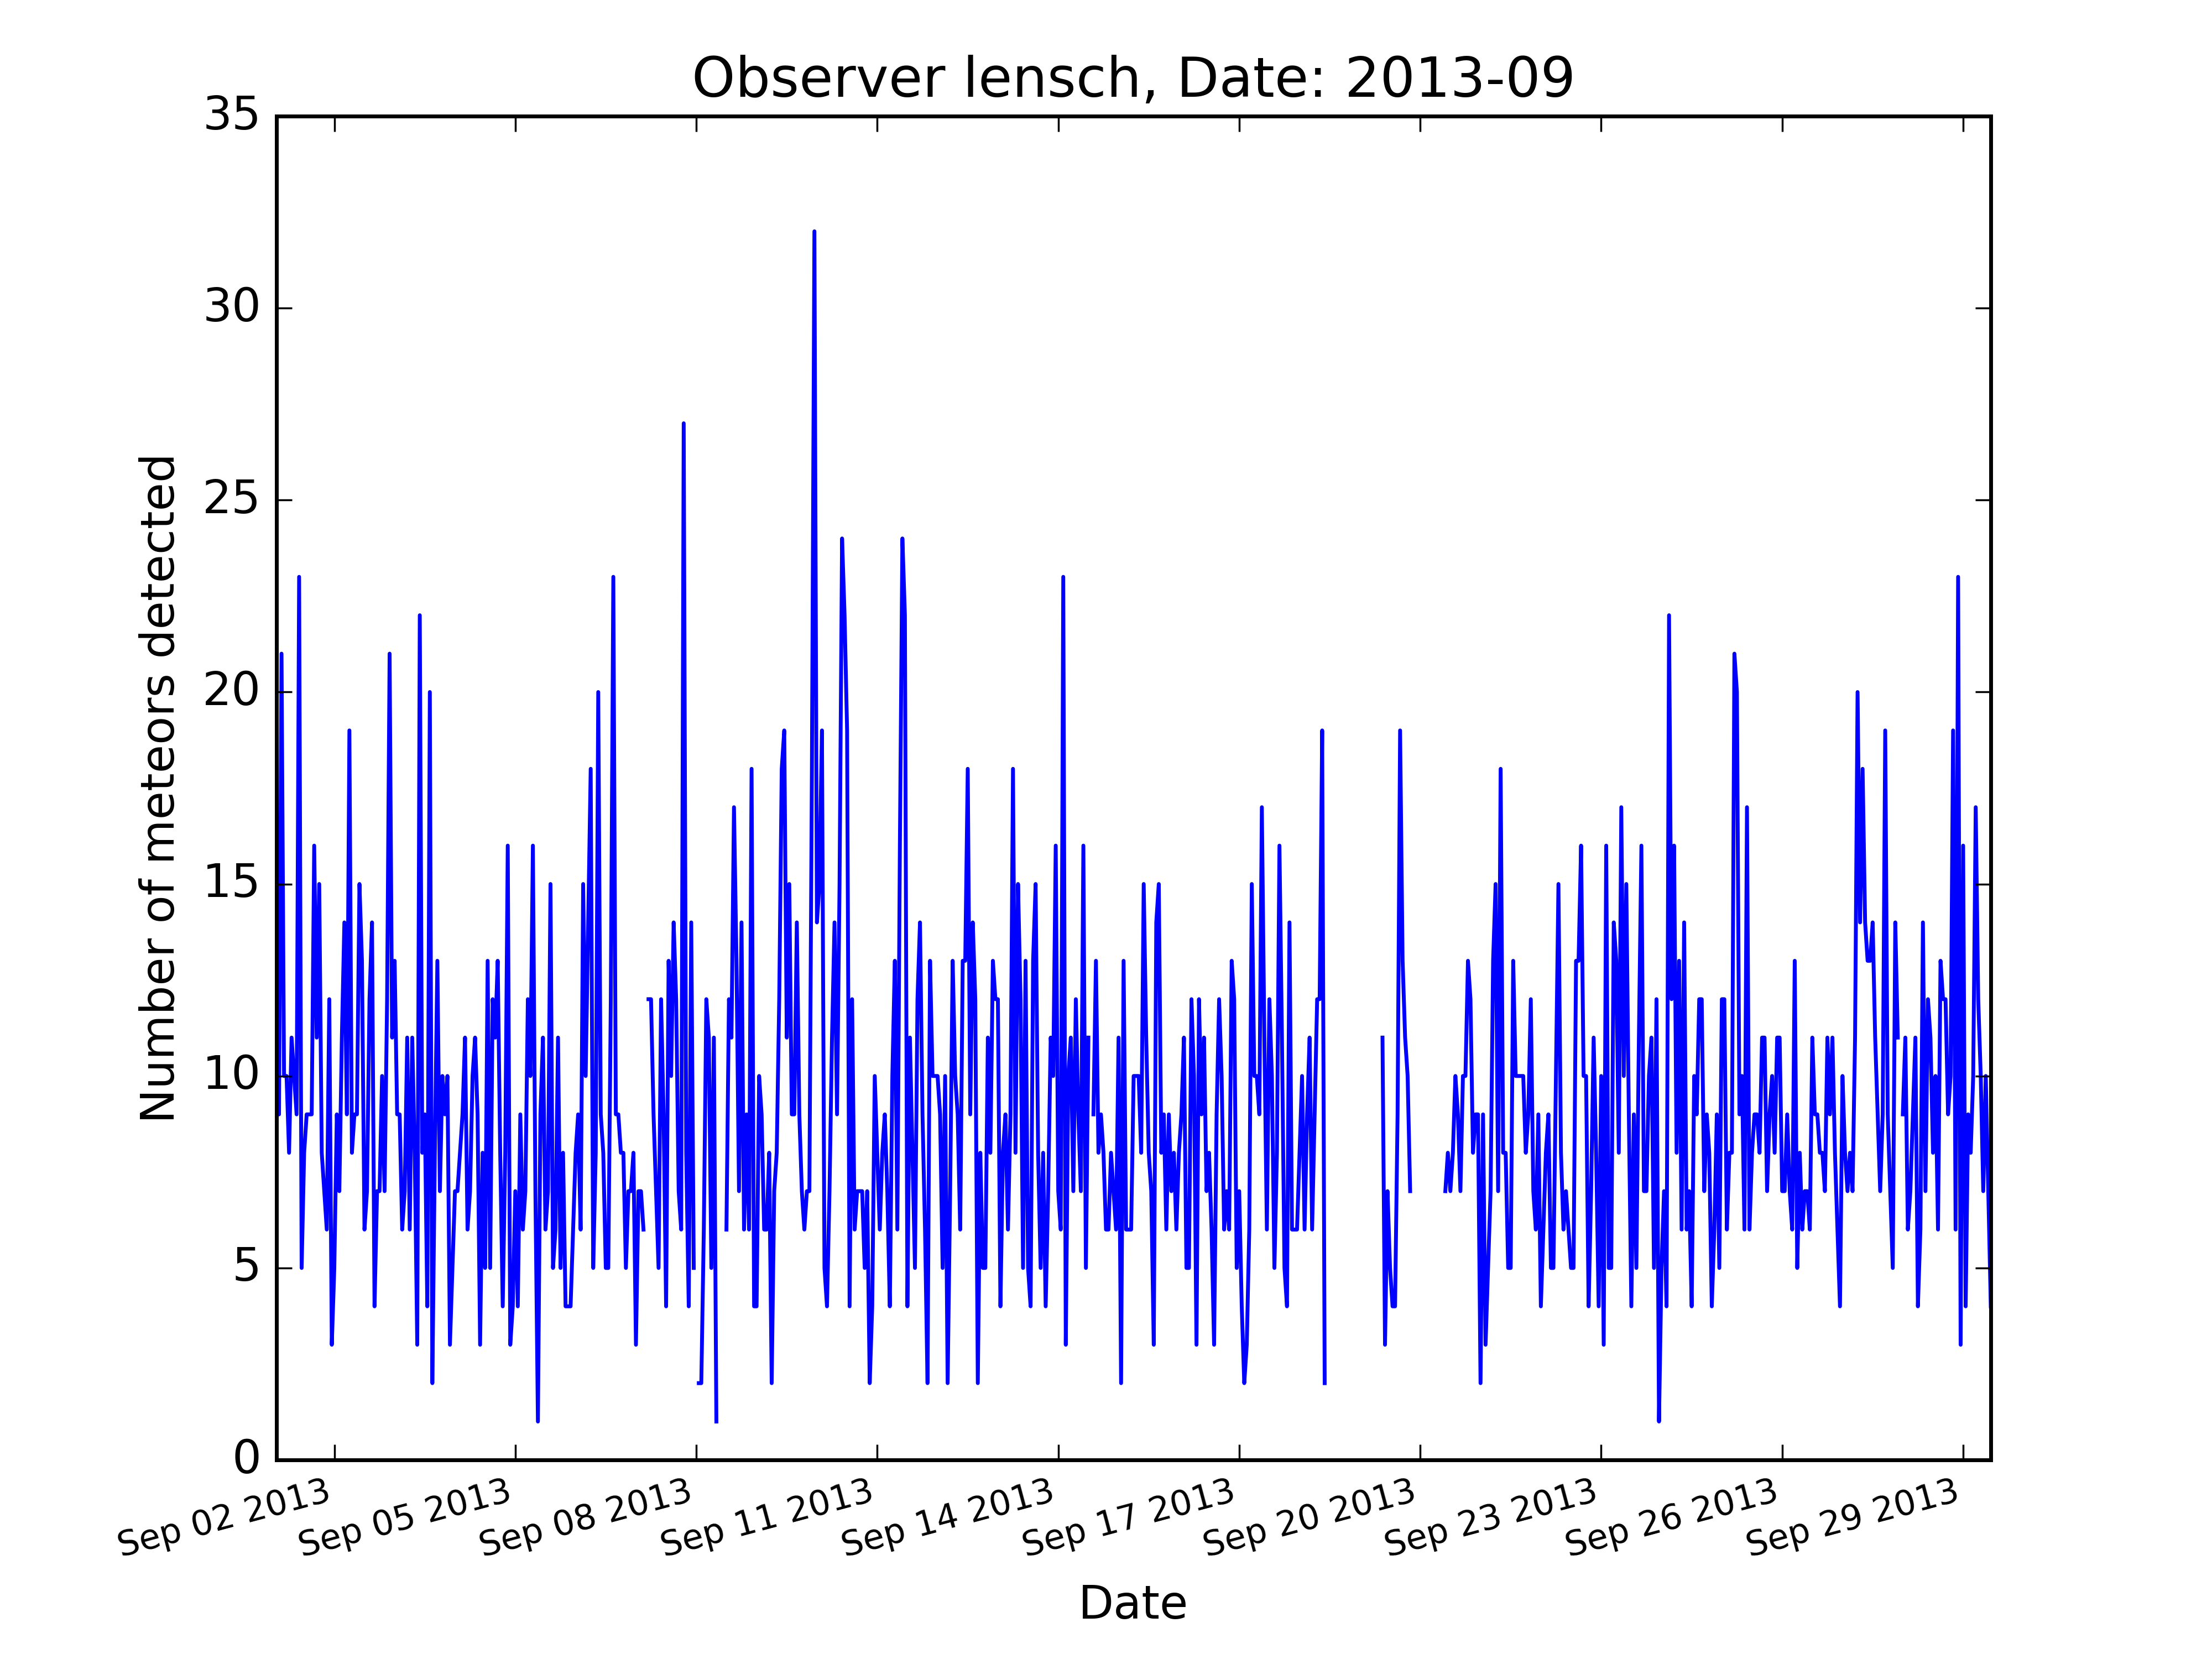 Observer lensch, Date: 2013-09
Number of meteors detected
35
30
25
20
15
10
5
0
Sep 02 2013
Sep 05 2013
Sep 08 2013
Sep 11 2013
Sep 14 2013
Sep 17 2013
Sep 20 2013
Sep 23 2013
Sep 26 2013
Sep 29 2013
Date